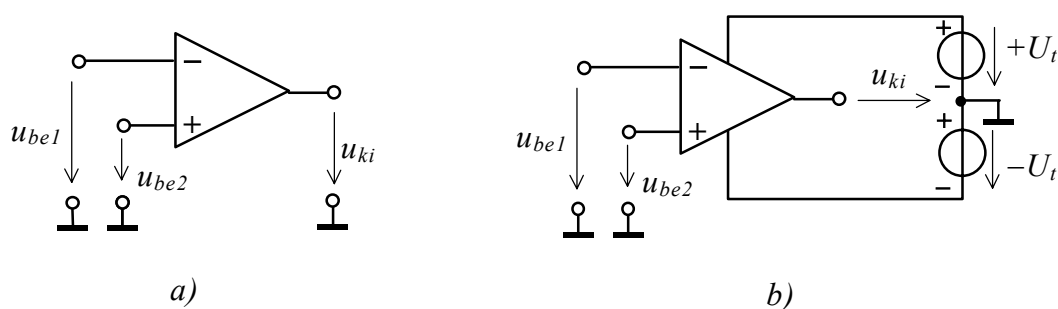 −
+
u_be1
u_be2
u_ki
a)
−
+
u_be1
u_be2
u_ki
+
−
+U_t
+
−
−U_t
b)